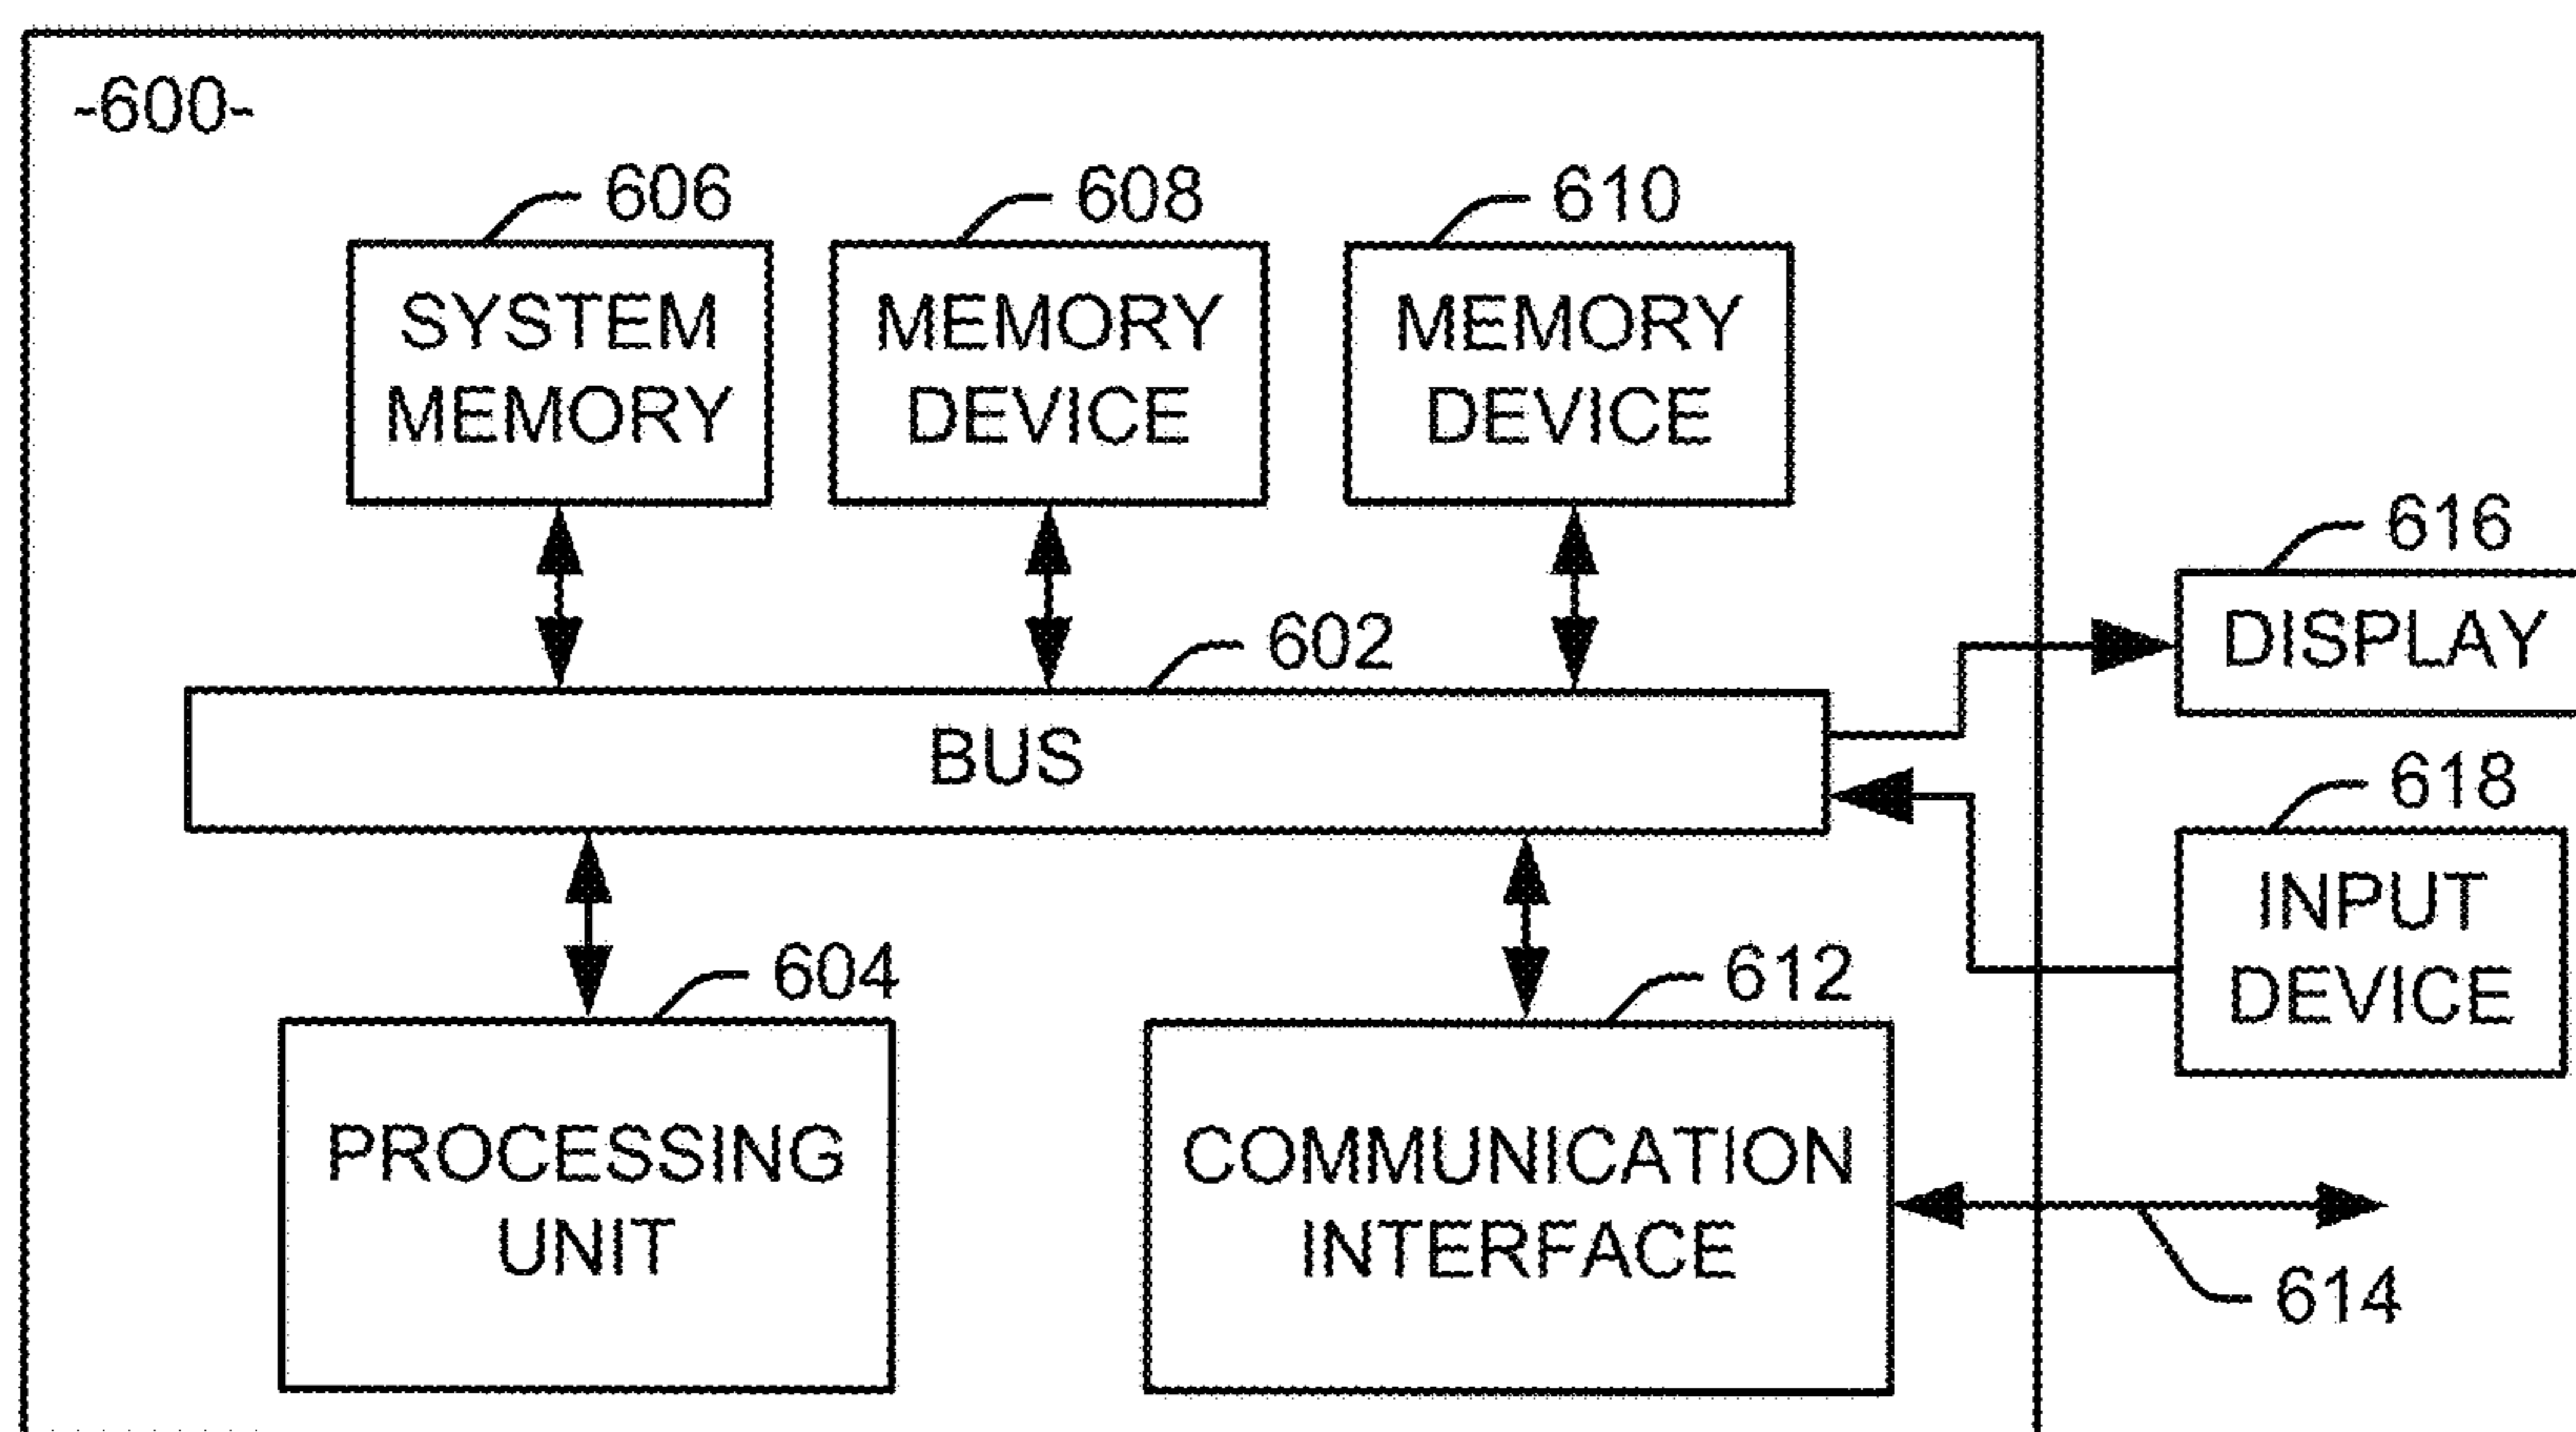 -600-
606
608
610
SYSTEM
MEMORY
MEMORY
DEVICE
MEMORY
DEVICE
616
DISPLAY
602
BUS
618
INPUT
DEVICE
604
612
PROCESSING
UNIT
COMMUNICATION
INTERFACE
614